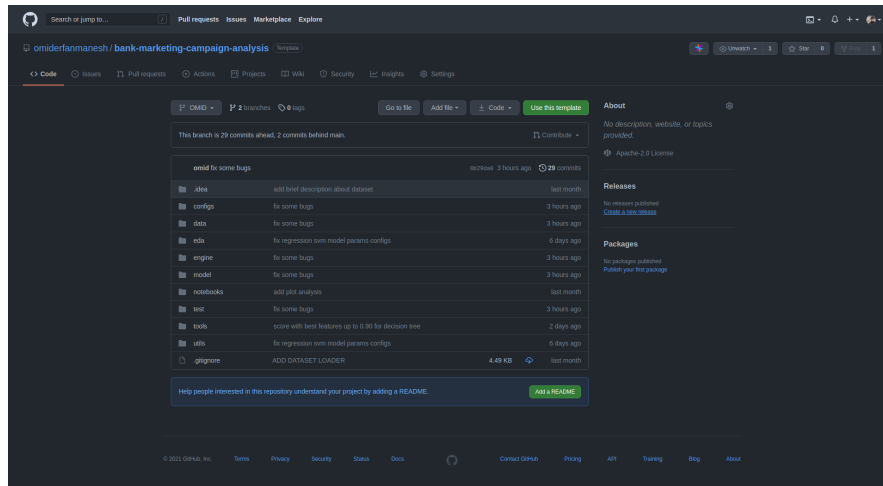 Search or jump to...
/
Pull requests Issues Marketplace Explore
omiderfanmanesh / bank-marketing-campaign-analysis Template
Unwatch 1 Star 8 Fork 1
Code Issues Pull requests Actions Projects Wiki Security Insights Settings
OMID 2 branches 0 tags Go to file Add file Code Use this template
This branch is 29 commits ahead, 2 commits behind main. Contribute
omid fix some bugs 3 hours ago 29 commits
.idea add brief description about dataset last month
configs fix some bugs 3 hours ago
data fix some bugs 3 hours ago
eda fix regression svm model params configs 6 days ago
engine fix some bugs 3 hours ago
model fix some bugs 3 hours ago
notebooks add plot analysis last month
test fix some bugs 3 hours ago
tools score with best features up to 0.90 for decision tree 2 days ago
utils fix regression svm model params configs 6 days ago
.gitignore ADD DATASET LOADER 4.49 KB last month
Help people interested in this repository understand your project by adding a README. Add a README
About
No description, website, or topics
provided.
Apache-2.0 License
Releases
No releases published
Create a new release
Packages
No packages published
Publish your first package
© 2021 GitHub, Inc. Terms Privacy Security Status Docs Contact GitHub Pricing API Training Blog About